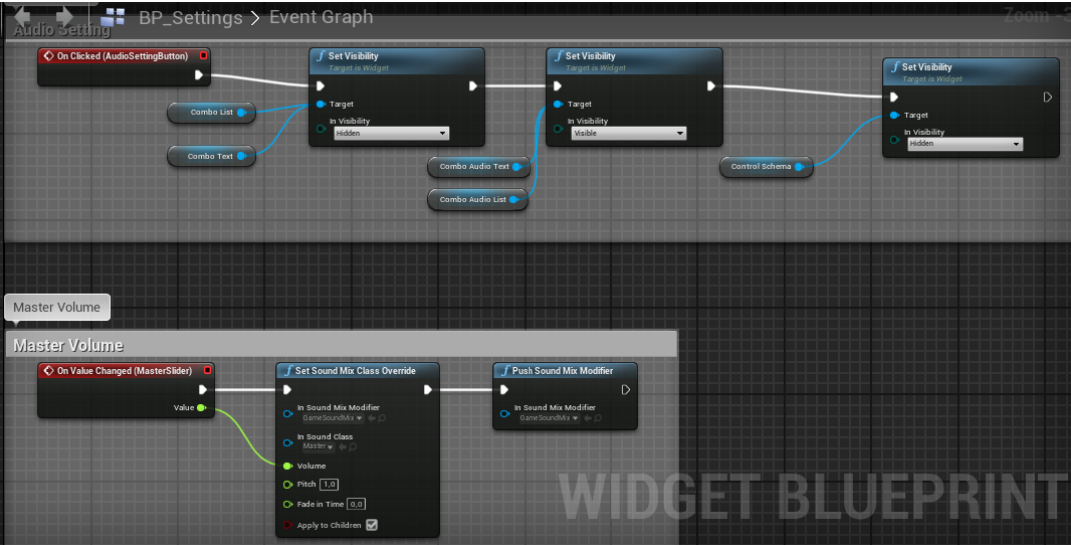 BP_Settings > Event Graph
Zoom -3
Audio Setting
On Clicked (AudioSettingButton)
Combo List
Combo Text
Set Visibility
Target is Widget
Target
In Visibility
Hidden
Set Visibility
Target is Widget
Target
In Visibility
Visible
Combo Audio Text
Combo Audio List
Set Visibility
Target is Widget
Target
In Visibility
Hidden
Control Schema
Master Volume
Master Volume
On Value Changed (MasterSlider)
Value
Set Sound Mix Class Override
In Sound Mix Modifier
GameSoundMix
In Sound Class
Master
Volume
Pitch 1,0
Fade in Time 0,0
Apply to Children
Push Sound Mix Modifier
In Sound Mix Modifier
GameSoundMix
WIDGET BLUEPRINT